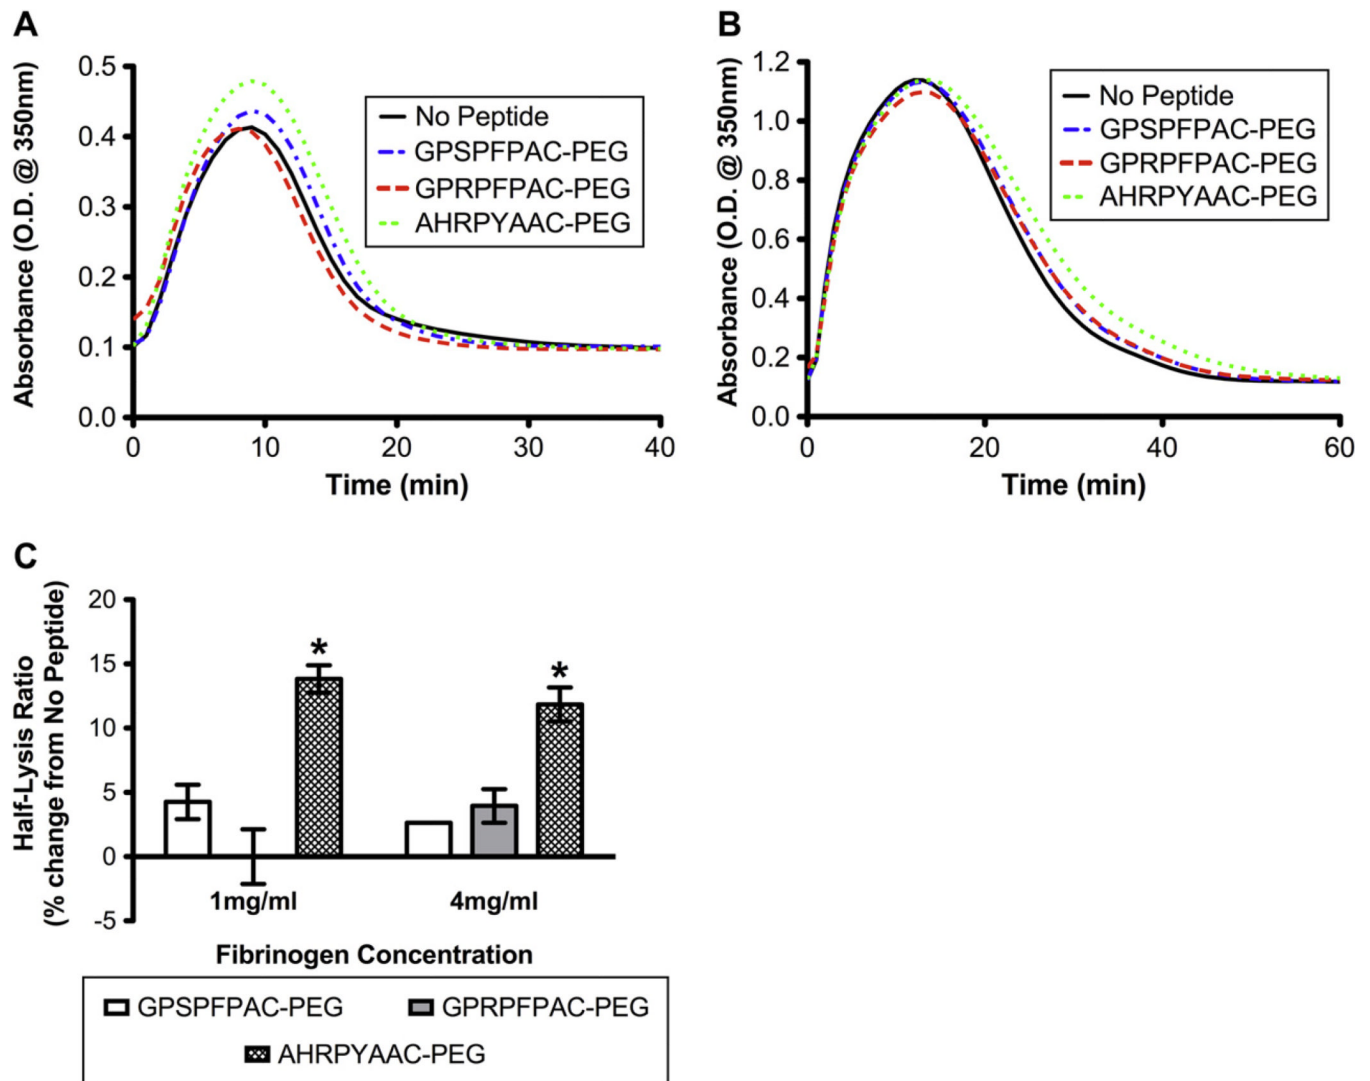 A
Absorbance (O.D. @ 350nm)
0.5
0.4
0.3
0.2
0.1
0.0
0
10
20
30
40
Time (min)
No Peptide
GPSPFPAC-PEG
GPRPFPAC-PEG
AHRPYAAC-PEG
B
Absorbance (O.D. @ 350nm)
1.2
1.0
0.8
0.6
0.4
0.2
0.0
0
20
40
60
Time (min)
No Peptide
GPSPFPAC-PEG
GPRPFPAC-PEG
AHRPYAAC-PEG
C
Half-Lysis Ratio
(% change from No Peptide)
20
15
10
5
0
-5
*
*
1mg/ml
4mg/ml
Fibrinogen Concentration
GPSPFPAC-PEG
GPRPFPAC-PEG
AHRPYAAC-PEG